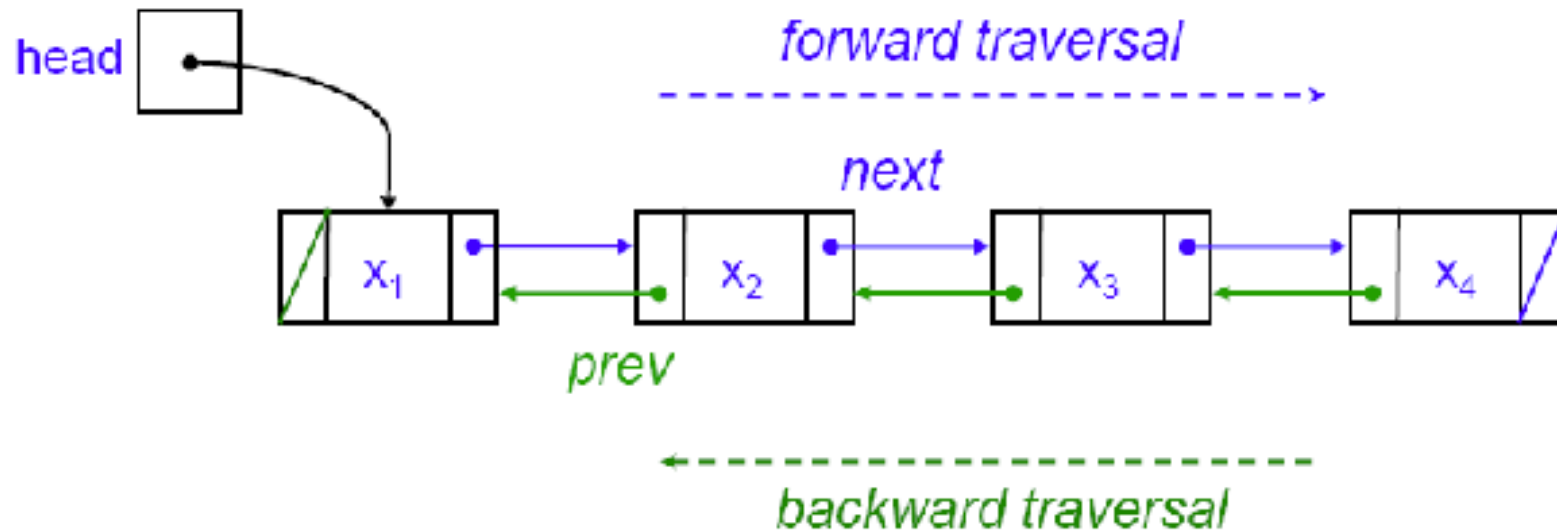 head
forward traversal
next
x₁
x₂
x₃
x₄
prev
backward traversal